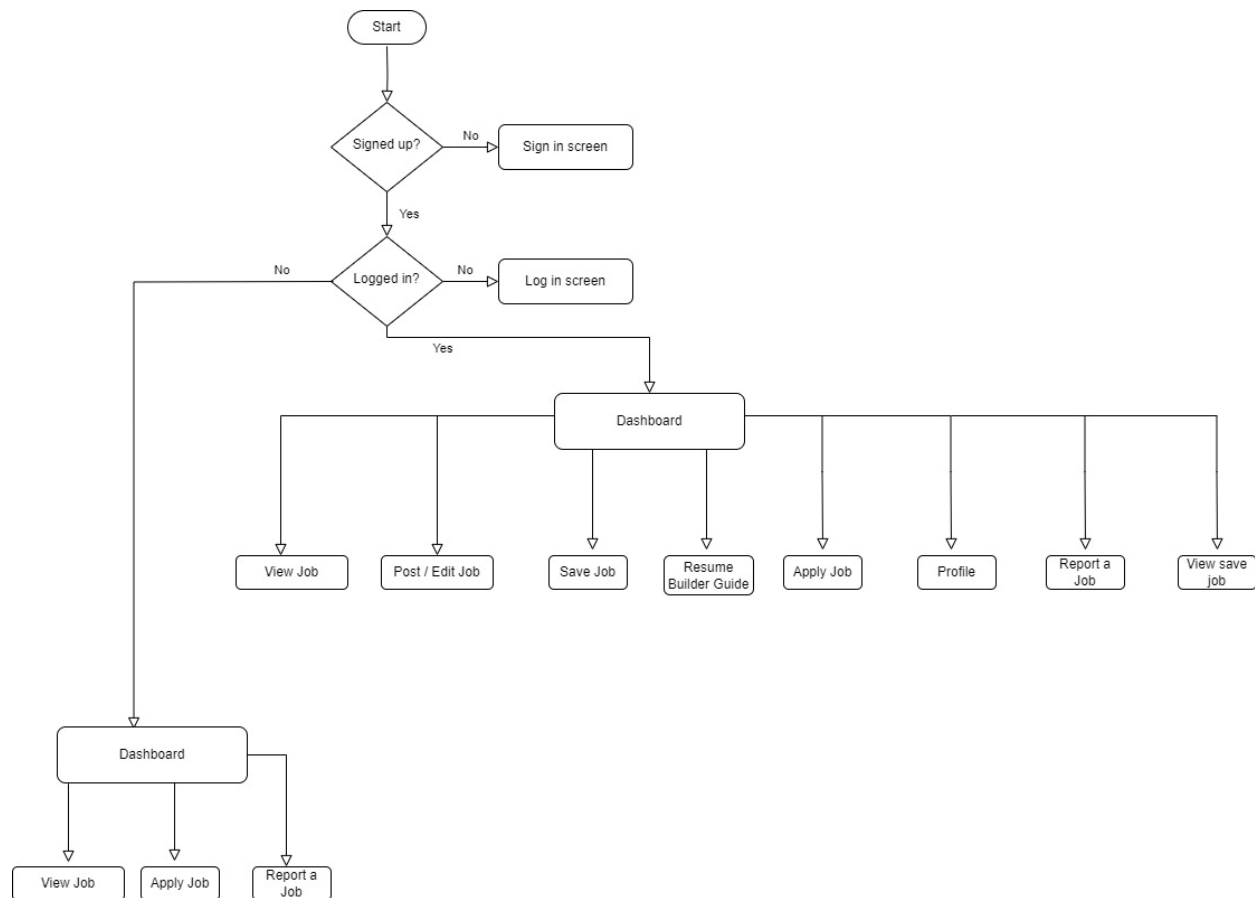 Start
Signed up?
No
Sign in screen
Yes
No
Logged in?
No
Log in screen
Yes
Dashboard
View Job
Post / Edit Job
Save Job
Resume
Builder Guide
Apply Job
Profile
Report a
Job
View save
job
Dashboard
View Job
Apply Job
Report a
Job